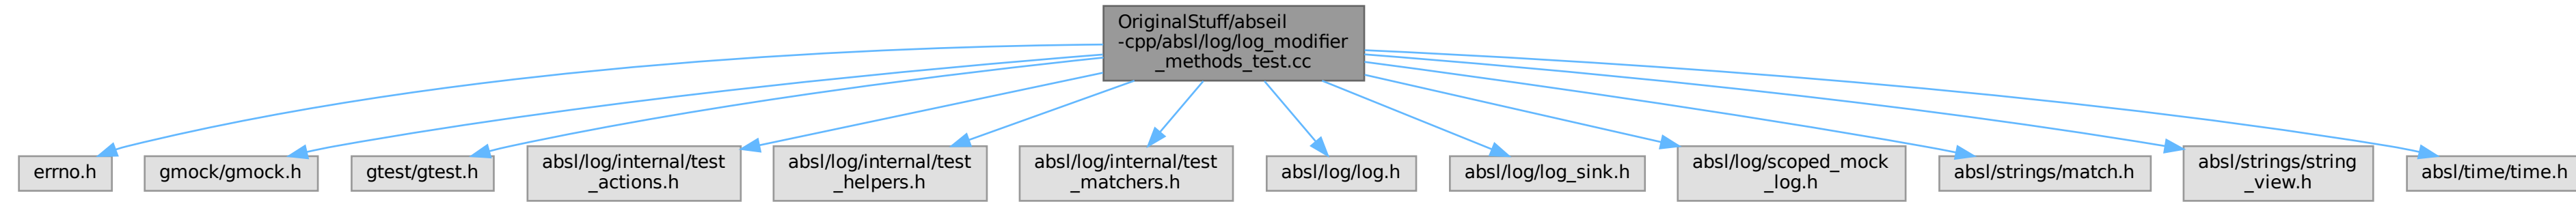 OriginalStuff/abseil
-cpp/absl/log/log_modifier
_methods_test.cc
errno.h
gmock/gmock.h
gtest/gtest.h
absl/log/internal/test
_actions.h
absl/log/internal/test
_helpers.h
absl/log/internal/test
_matchers.h
absl/log/log.h
absl/log/log_sink.h
absl/log/scoped_mock
_log.h
absl/strings/match.h
absl/strings/string
_view.h
absl/time/time.h